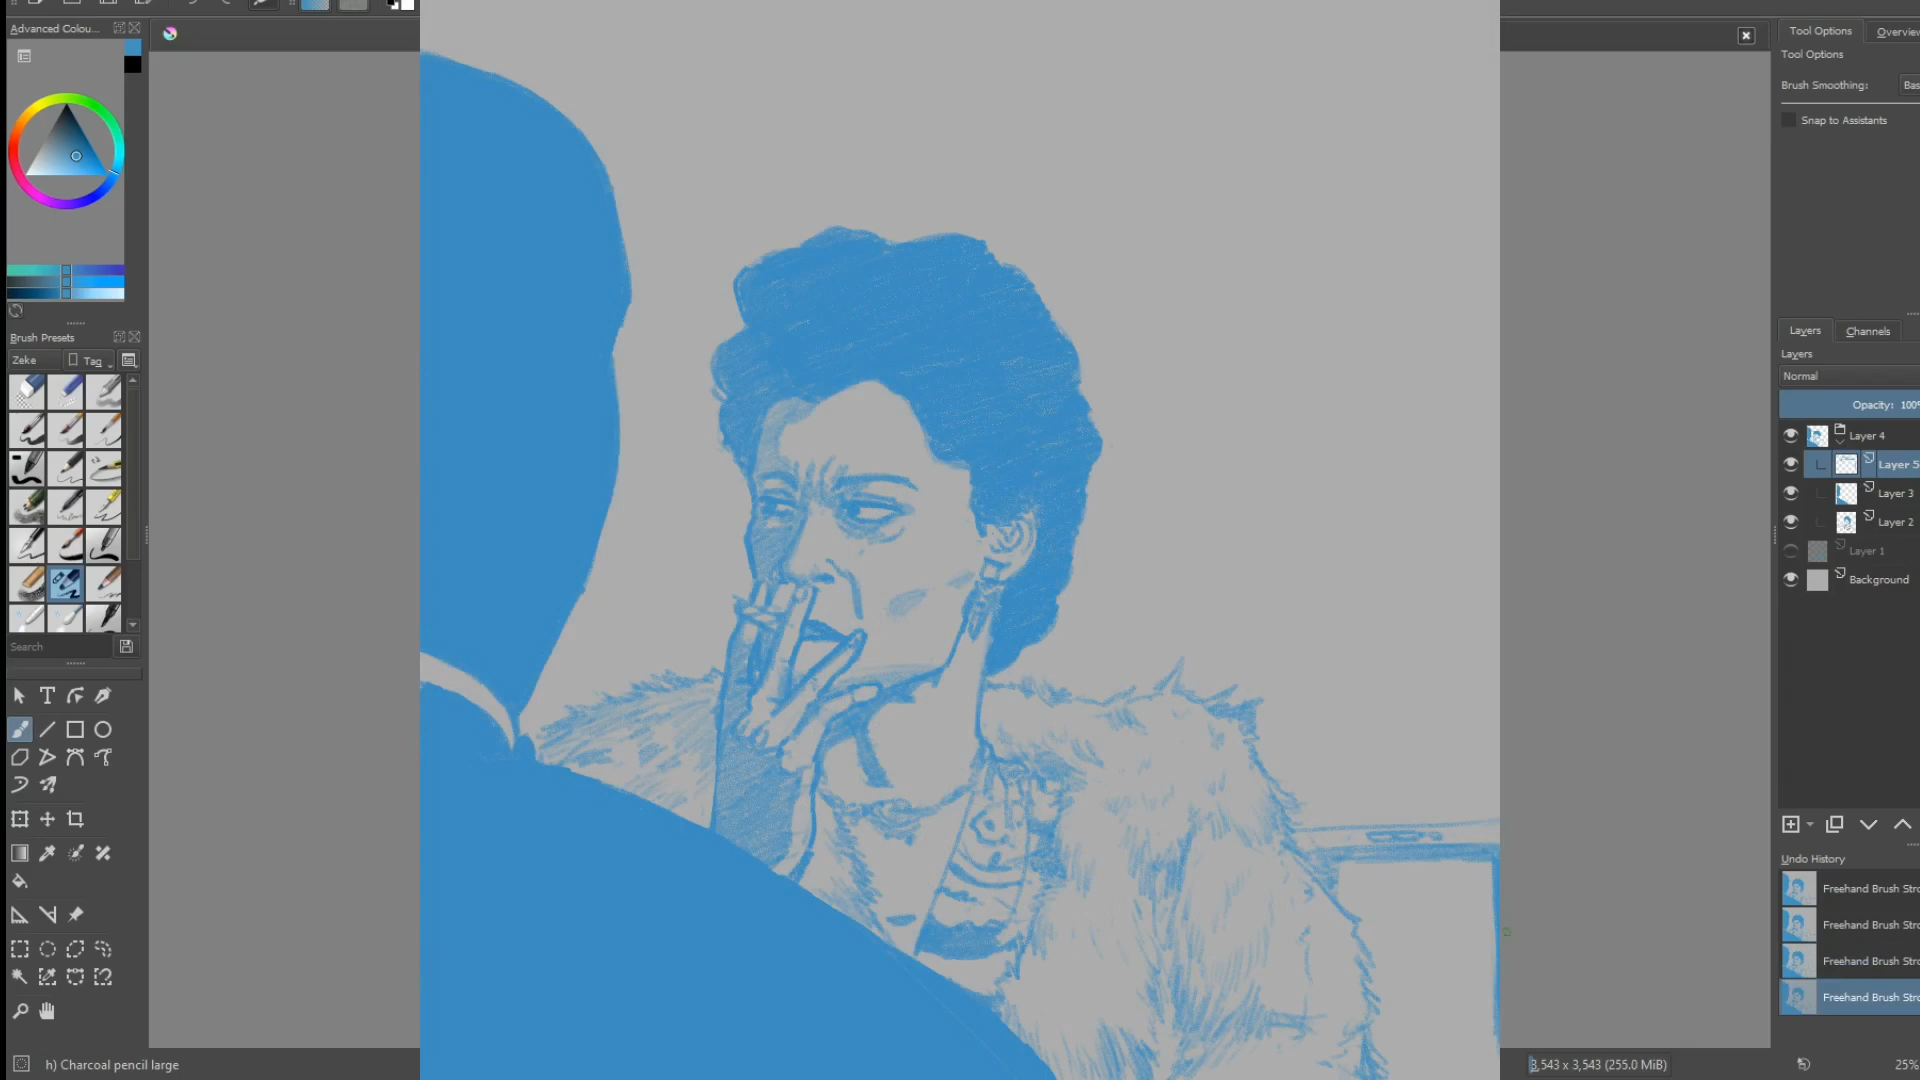 Advanced Colou...
Brush Presets
Zeke
Tag
Search
h) Charcoal pencil large
Tool Options
Overview
Tool Options
Brush Smoothing:
Bas
Snap to Assistants
Layers
Channels
Layers
Normal
Opacity: 100%
Layer 4
Layer 5
Layer 3
Layer 2
Layer 1
Background
Undo History
Freehand Brush Stro
Freehand Brush Stro
Freehand Brush Stro
Freehand Brush Stro
3,543 x 3,543 (255.0 MiB)
25%